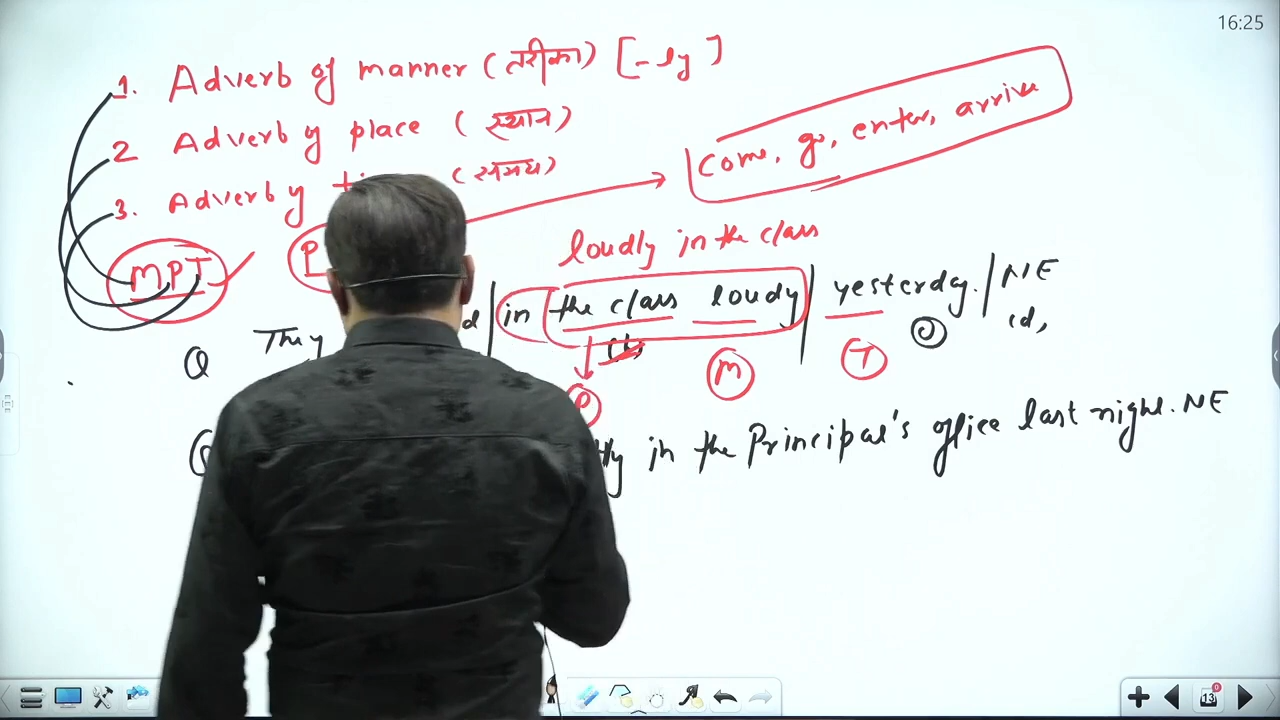 16:25
1. Adverb of manner (तरीका) [-ly]
2 Adverb of place (स्थान)
3. Adverb of (समय)
come, go, enter, arrive
MPT P
loudly in the class
Q They d | in the class loudy | yesterday. | NE
(b) (d)
P M T
in the Principal's office last night. NE
13